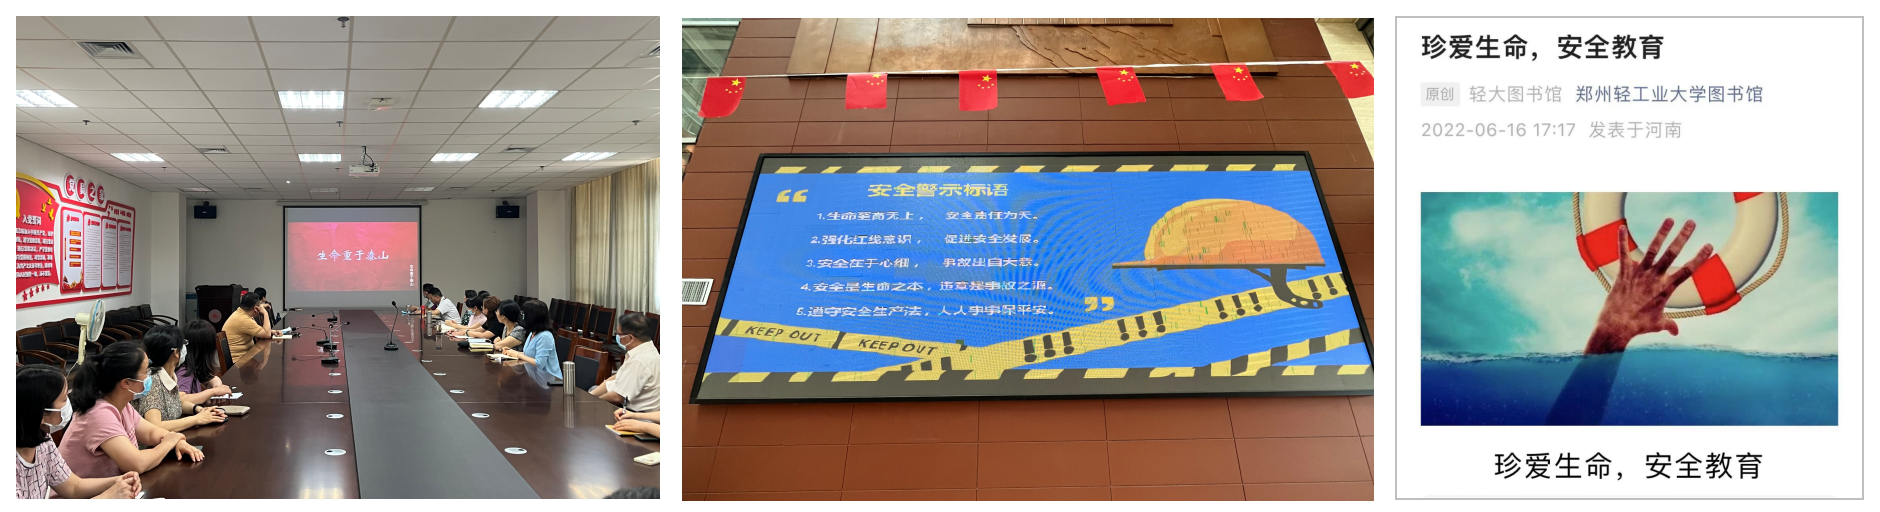 生命重于泰山
入党誓词
安全警示标语
1.生命至高无上， 安全责任为天。
2.强化红线意识， 促进安全发展。
3.安全在于心细， 事故出自大意。
4.安全是生命之本，违章是事故之源。
5.遵守安全生产法，人人事事保平安。
KEEP OUT KEEP OUT
珍爱生命，安全教育
原创 轻大图书馆 郑州轻工业大学图书馆
2022-06-16 17:17 发表于河南
珍爱生命，安全教育